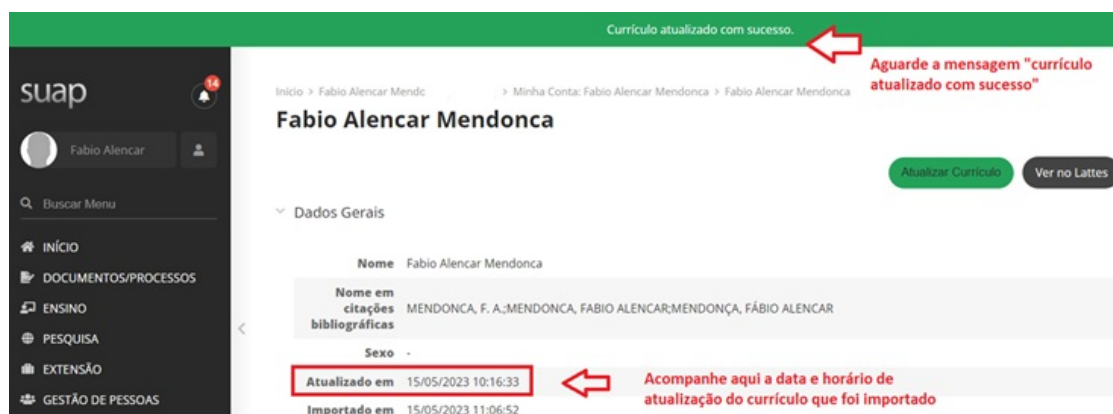 Currículo atualizado com sucesso.
Aguarde a mensagem "currículo
atualizado com sucesso"
suap
14
Fabio Alencar
Buscar Menu
INÍCIO
DOCUMENTOS/PROCESSOS
ENSINO
PESQUISA
EXTENSÃO
GESTÃO DE PESSOAS
Início > Fabio Alencar Mendc > Minha Conta: Fabio Alencar Mendonca > Fabio Alencar Mendonca
Fabio Alencar Mendonca
Atualizar Currículo Ver no Lattes
Dados Gerais
Nome Fabio Alencar Mendonca
Nome em
citações MENDONCA, F. A.;MENDONCA, FABIO ALENCAR;MENDONÇA, FÁBIO ALENCAR
bibliográficas
Sexo -
Atualizado em 15/05/2023 10:16:33
Acompanhe aqui a data e horário de
atualização do currículo que foi importado
Importado em 15/05/2023 11:06:52